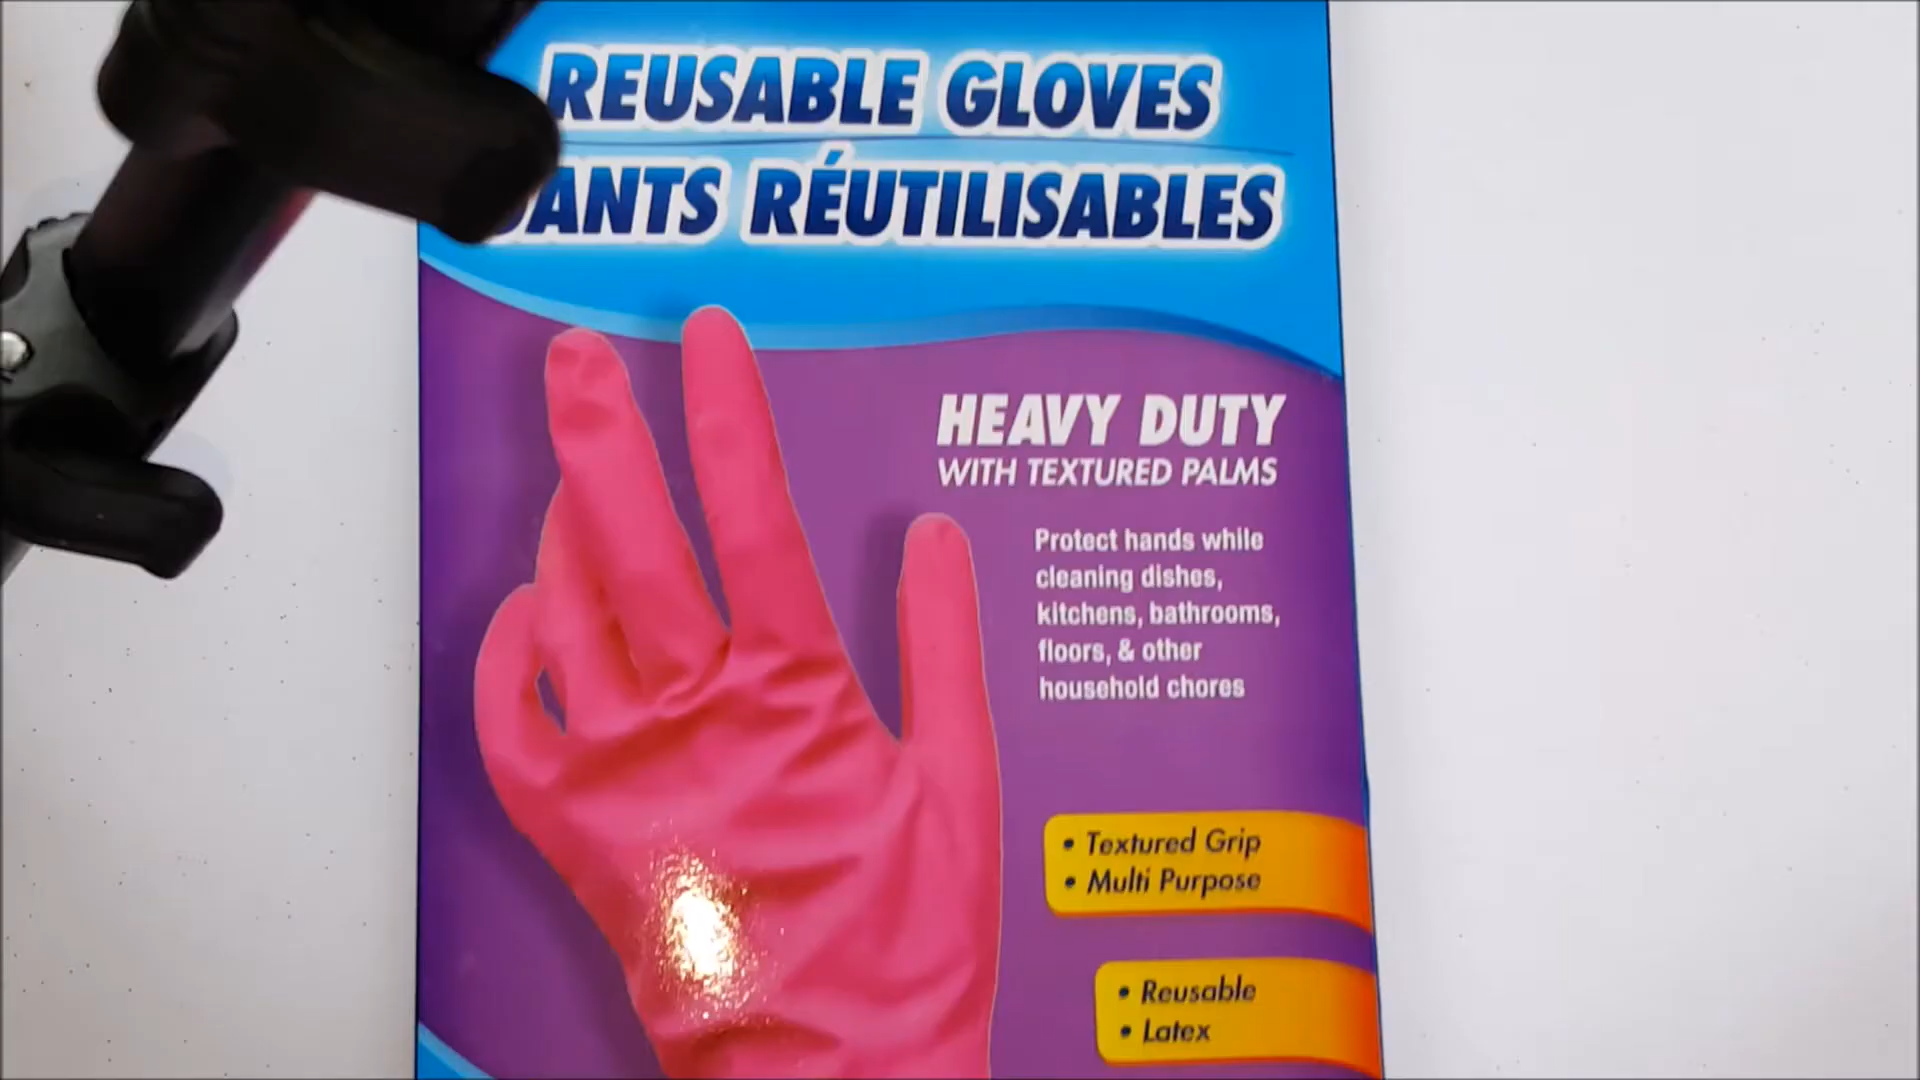 REUSABLE GLOVES
RÉUTILISABLES
HEAVY DUTY
WITH TEXTURED PALMS
Protect hands while
cleaning dishes,
kitchens, bathrooms,
floors, & other
household chores
• Textured Grip
• Multi Purpose
• Reusable
• Latex